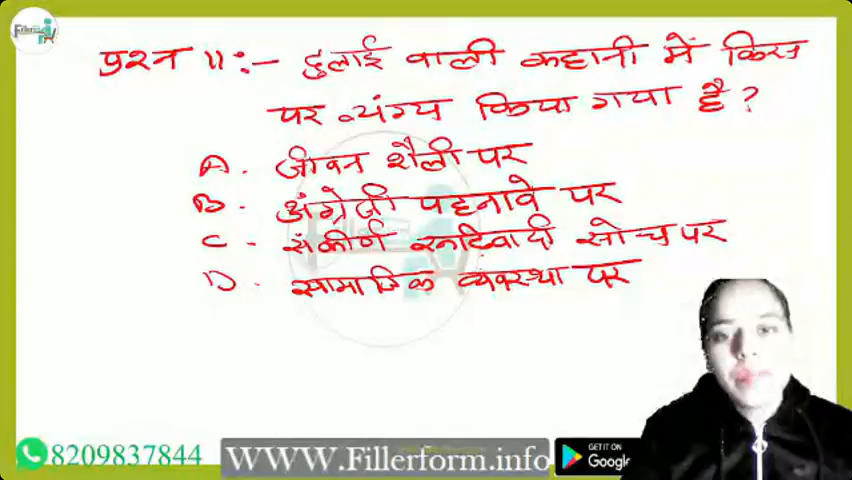 Fillerform
प्रश्न 11:- दुलाई वाली कहानी में किस
पर व्यंग्य किया गया है?
A. जीवन शैली पर
B. अंग्रेजी पहनावे पर
C - संकीर्ण रूढिवादी सोच पर
D. सामाजिक व्यवस्था पर
8209837844
WWW.Fillerform.info
GET IT ON
Google